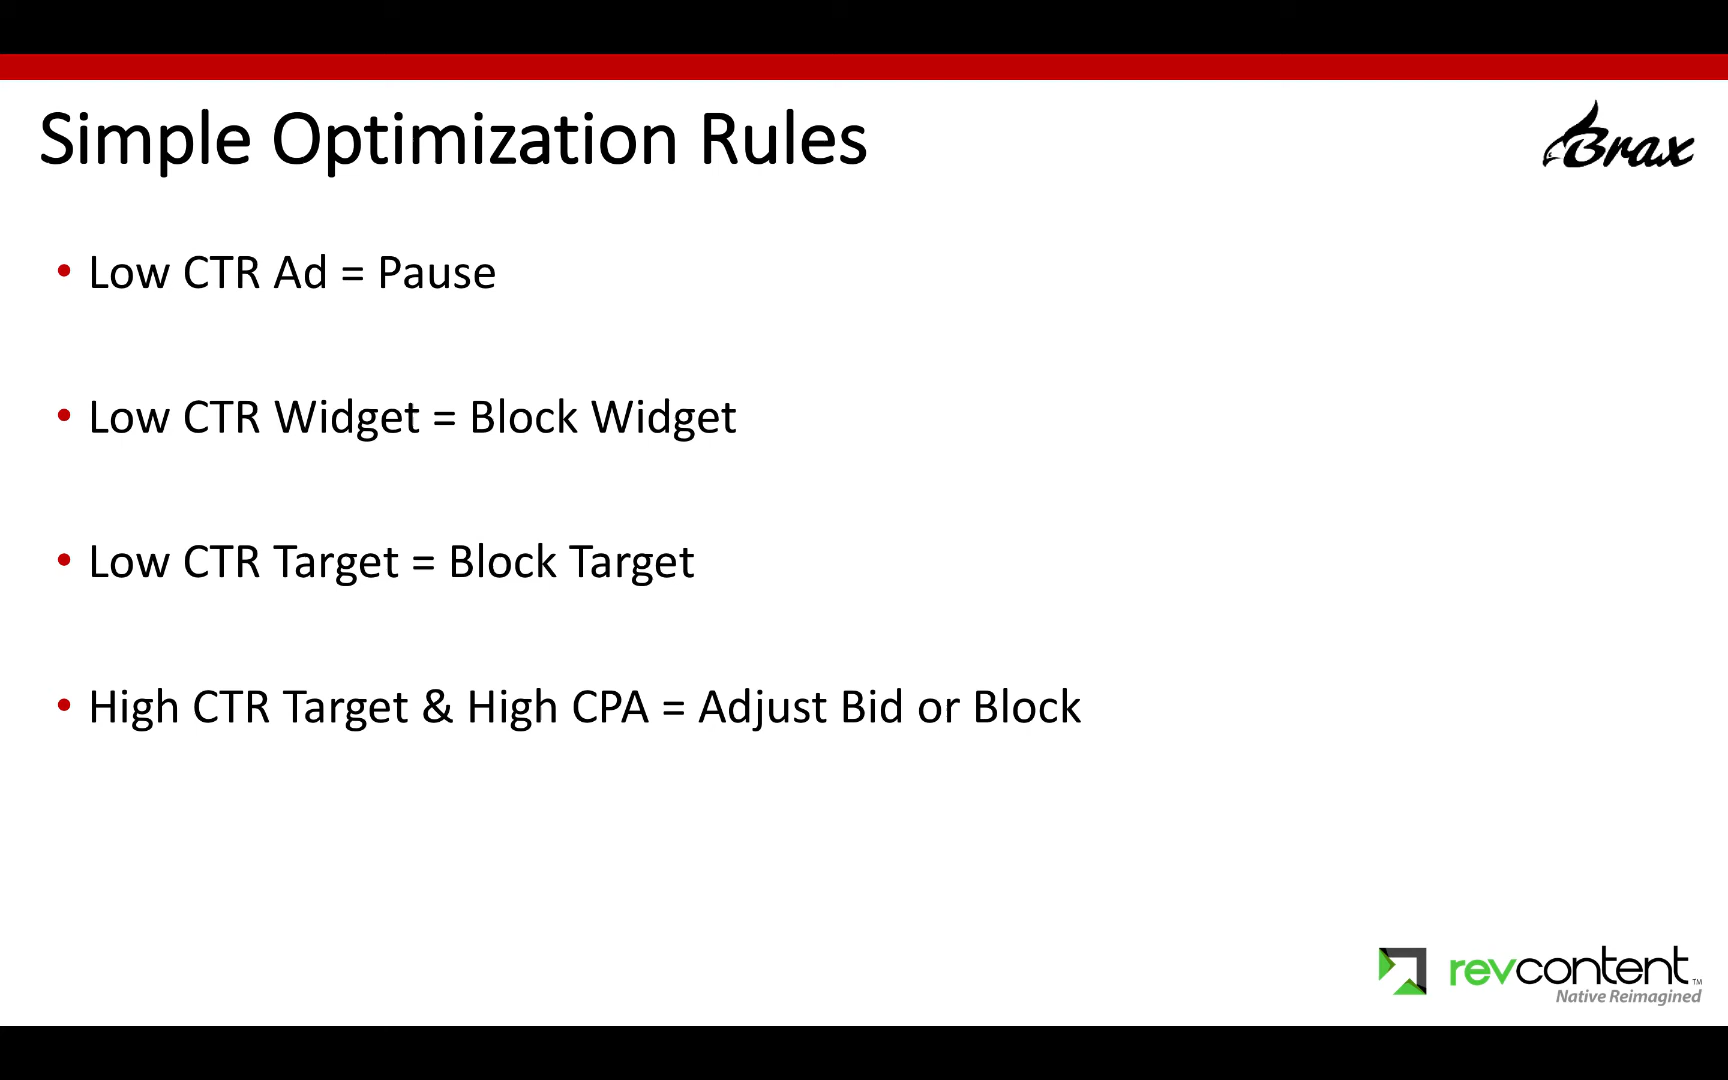 Simple Optimization Rules
Brax
• Low CTR Ad = Pause
• Low CTR Widget = Block Widget
• Low CTR Target = Block Target
• High CTR Target & High CPA = Adjust Bid or Block
revcontent™
Native Reimagined